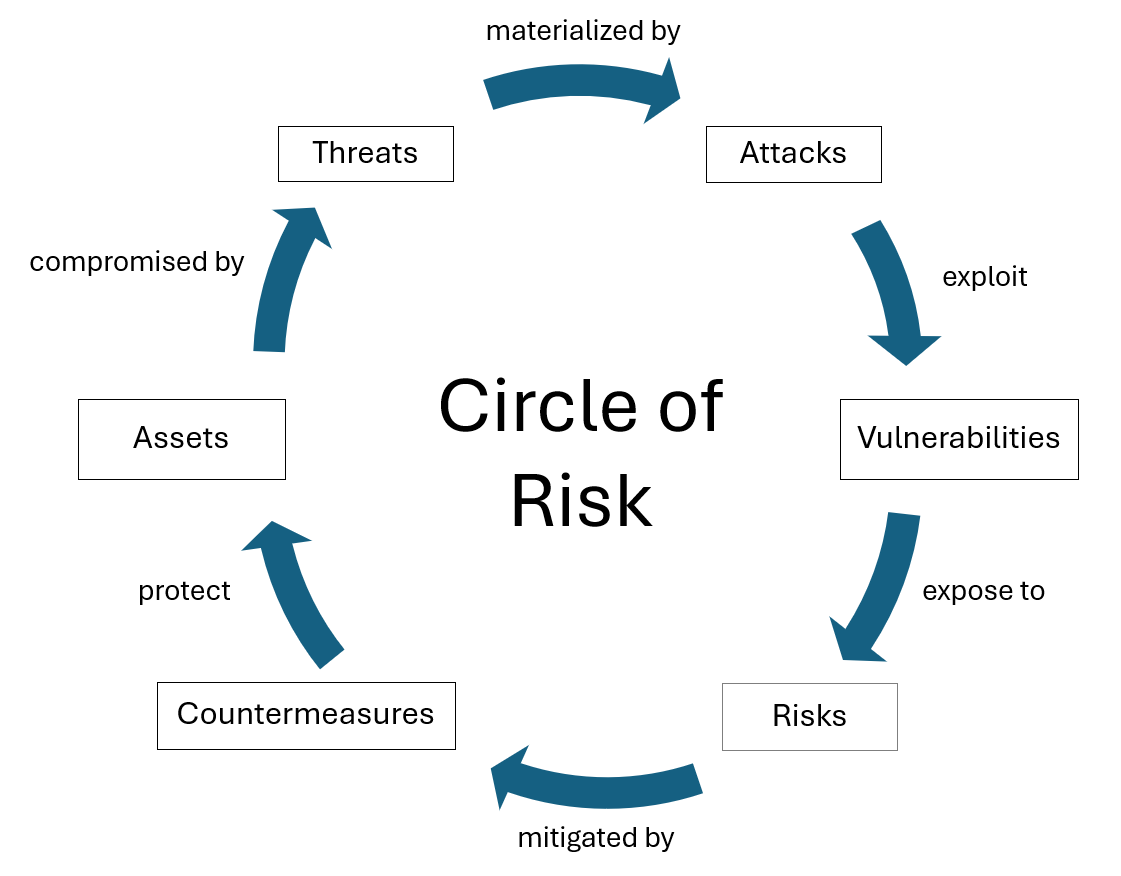 materialized by
Threats
Attacks
compromised by
exploit
Circle of
Risk
Assets
Vulnerabilities
protect
expose to
Countermeasures
Risks
mitigated by